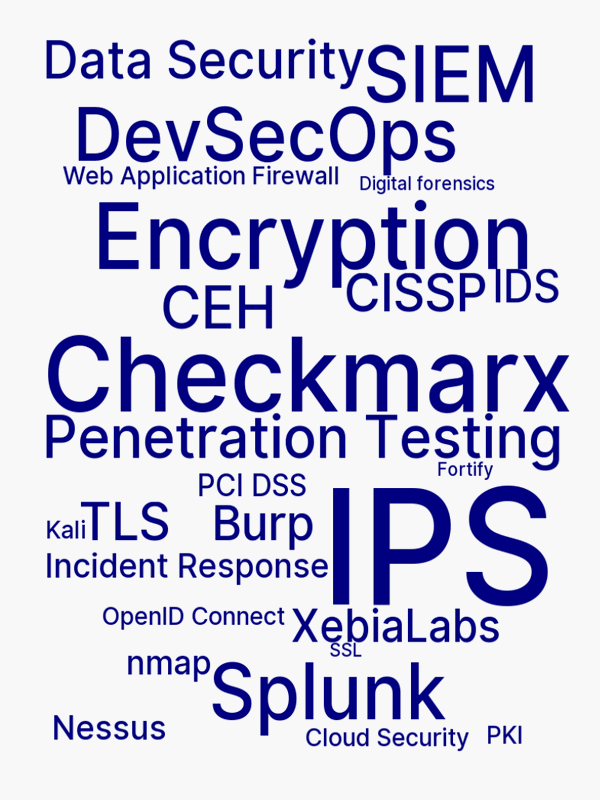 Data Security SIEM
DevSecOps
Web Application Firewall Digital forensics
Encryption
CEH CISSP IDS
Checkmarx
Penetration Testing
Fortify
PCI DSS
Kali TLS Burp IPS
Incident Response
OpenID Connect XebiaLabs
SSL
nmap Splunk
Nessus Cloud Security PKI